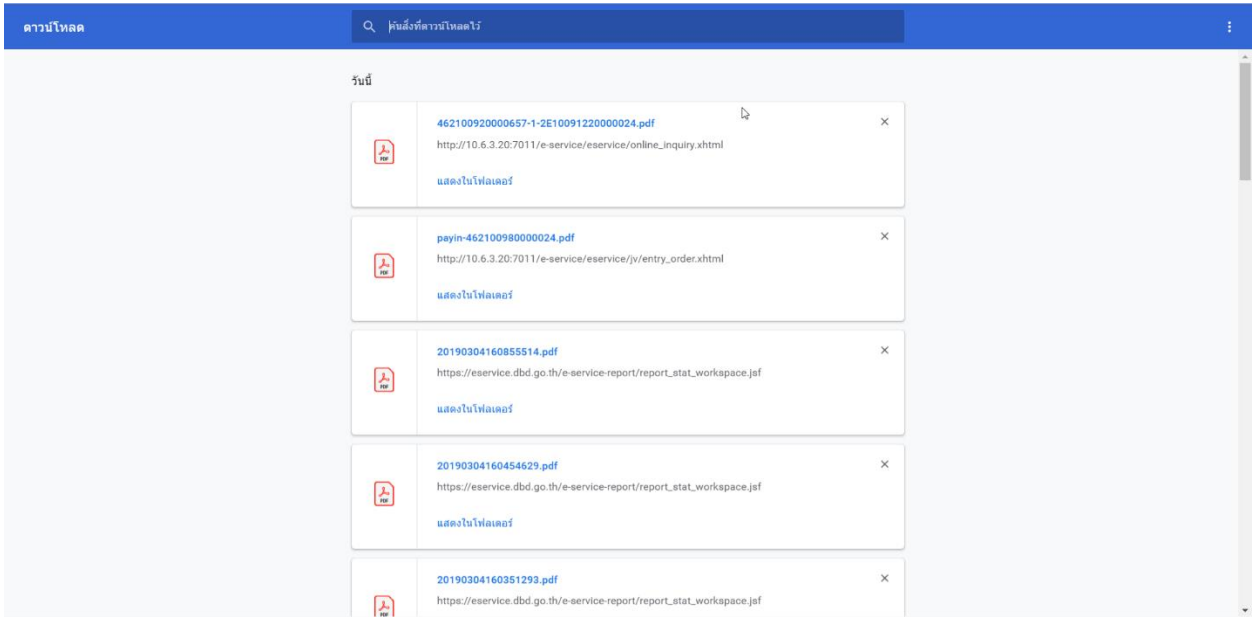 ดาวน์โหลด
ค้นสิ่งที่ดาวน์โหลดไว้
วันนี้
462100920000657-1-2E10091220000024.pdf
http://10.6.3.20:7011/e-service/eservice/online_inquiry.xhtml
แสดงในโฟลเดอร์
PDF
payin-462100980000024.pdf
http://10.6.3.20:7011/e-service/eservice/jv/entry_order.xhtml
แสดงในโฟลเดอร์
PDF
20190304160855514.pdf
https://eservice.dbd.go.th/e-service-report/report_stat_workspace.jsf
แสดงในโฟลเดอร์
PDF
20190304160454629.pdf
https://eservice.dbd.go.th/e-service-report/report_stat_workspace.jsf
แสดงในโฟลเดอร์
PDF
20190304160351293.pdf
https://eservice.dbd.go.th/e-service-report/report_stat_workspace.jsf
PDF